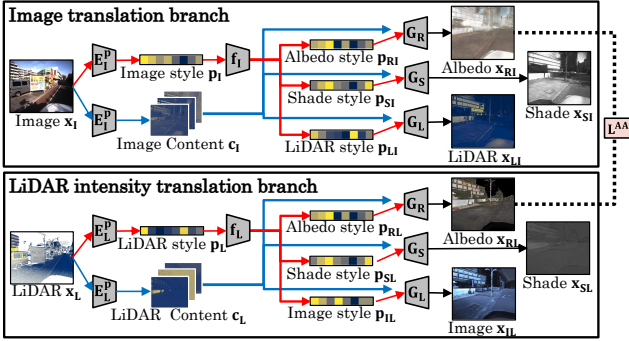 Image translation branch
E_I^p
Image style p_I
f_I
Albedo style p_RI
G_R
Albedo x_RI
Image x_I
E_I^p
Image Content c_I
Shade style p_SI
G_S
Shade x_SI
LiDAR style p_LI
G_L
LiDAR x_LI
L^AA
LiDAR intensity translation branch
E_L^p
LiDAR style p_L
f_L
Albedo style p_RL
G_R
Albedo x_RL
LiDAR x_L
E_L^p
LiDAR Content c_L
Shade style p_SL
G_S
Shade x_SL
Image style p_IL
G_L
Image x_IL